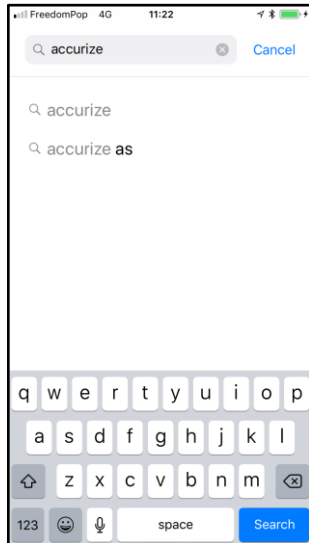 FreedomPop 4G 11:22
accurize Cancel
accurize
accurize as
q w e r t y u i o p
a s d f g h j k l
z x c v b n m
123 space Search